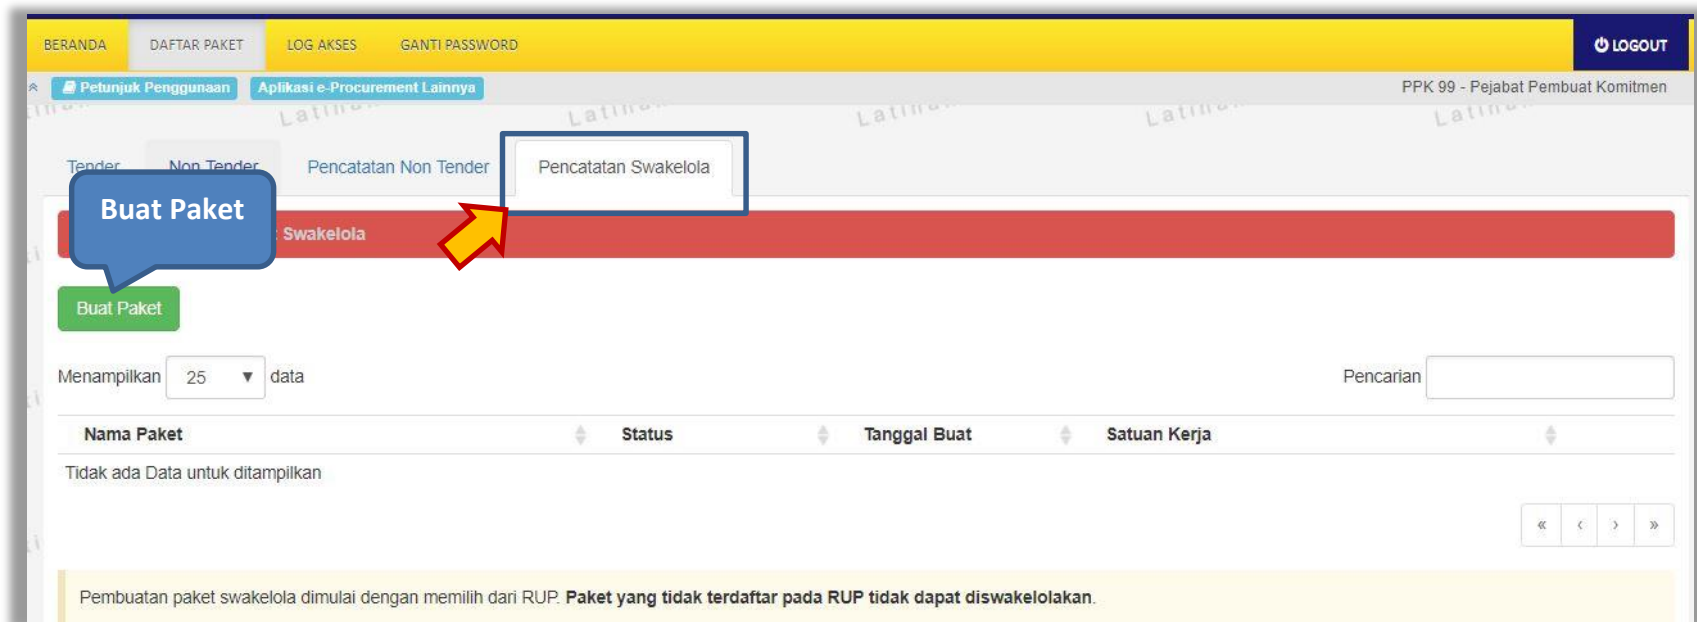 BERANDA DAFTAR PAKET LOG AKSES GANTI PASSWORD LOGOUT
Petunjuk Penggunaan Aplikasi e-Procurement Lainnya PPK 99 - Pejabat Pembuat Komitmen
Tender Non Tender Pencatatan Non Tender Pencatatan Swakelola
Buat Paket
Swakelola
Buat Paket
Menampilkan 25 data Pencarian
Nama Paket Status Tanggal Buat Satuan Kerja
Tidak ada Data untuk ditampilkan
« ‹ › »
Pembuatan paket swakelola dimulai dengan memilih dari RUP. Paket yang tidak terdaftar pada RUP tidak dapat diswakelolakan.